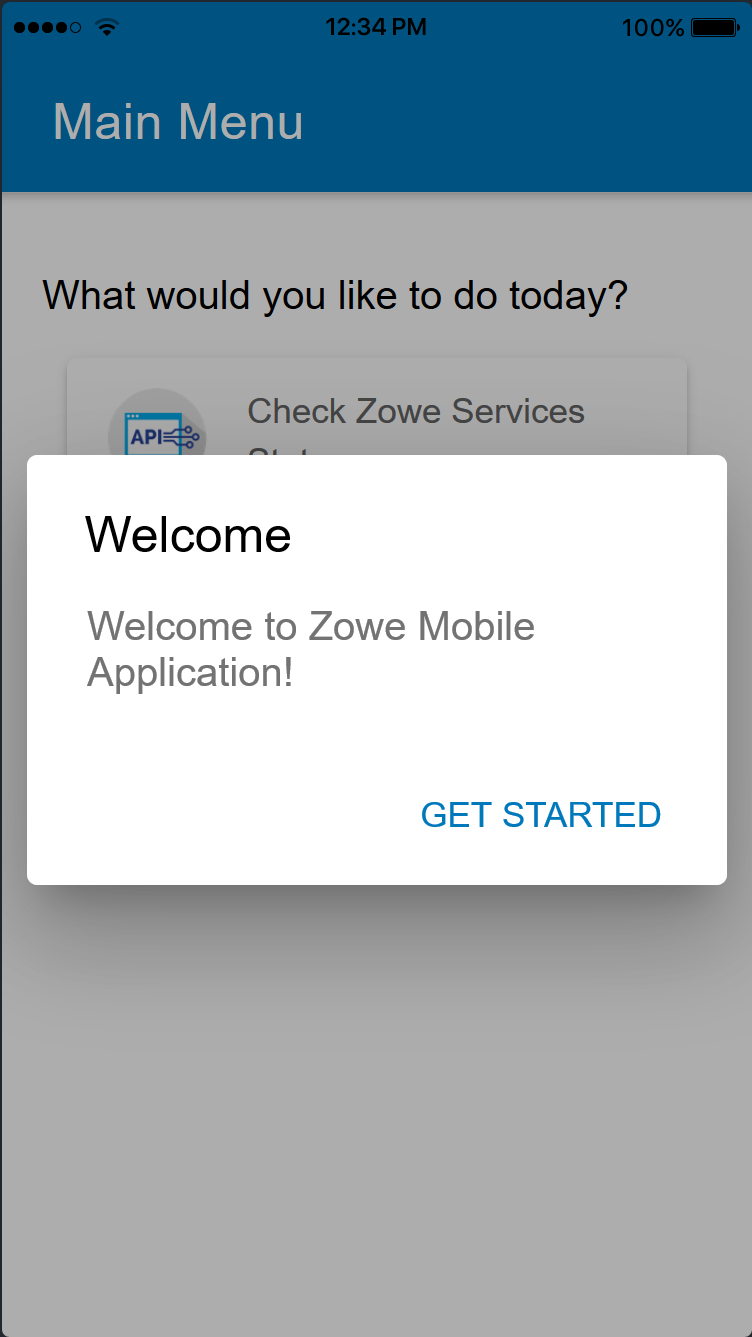 12:34 PM 100%
Main Menu
What would you like to do today?
Check Zowe Services
API
Welcome
Welcome to Zowe Mobile
Application!
GET STARTED